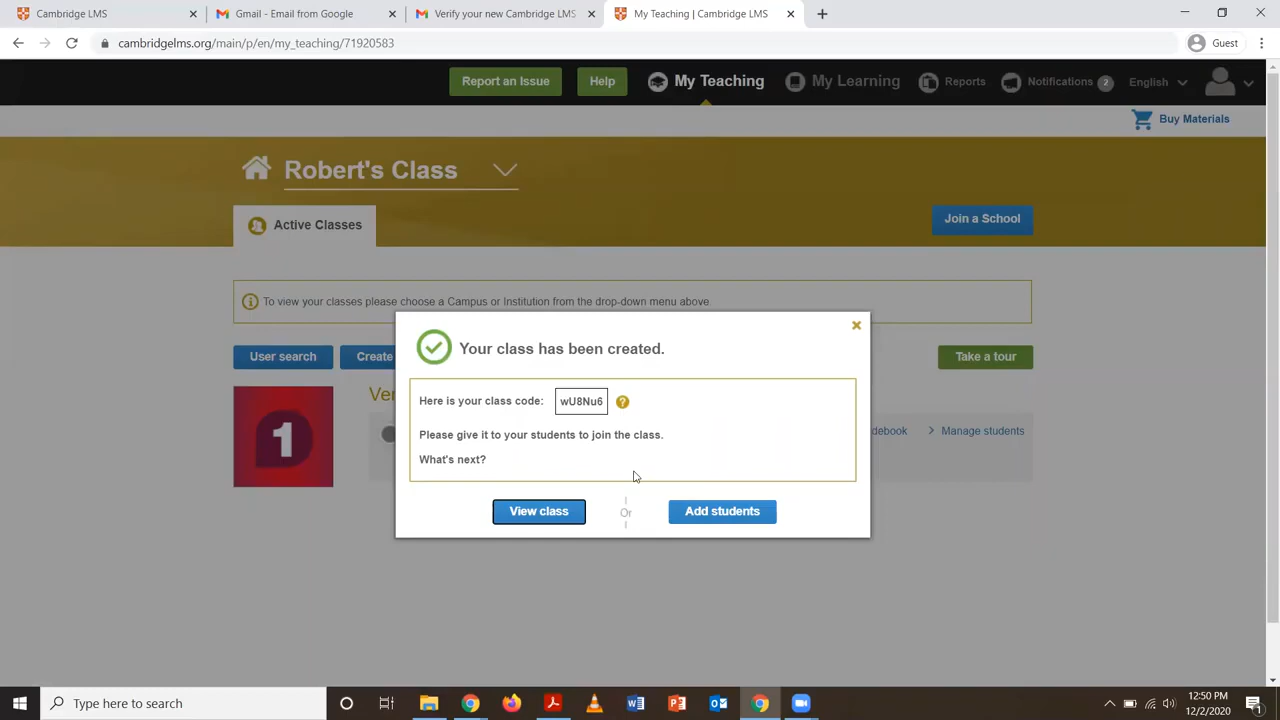 Cambridge LMS
Gmail - Email from Google
Verify your new Cambridge LMS
My Teaching | Cambridge LMS
cambridgelms.org/main/p/en/my_teaching/71920583
Guest
Report an Issue
Help
My Teaching
My Learning
Reports
Notifications 2
English
Buy Materials
Robert's Class
Active Classes
Join a School
To view your classes please choose a Campus or Institution from the drop-down menu above
User search
Create
Take a tour
Your class has been created.
Here is your class code: wU8Nu6 ?
Please give it to your students to join the class.
What's next?
View class
Or
Add students
1
Ver
debook
Manage students
Type here to search
12:50 PM
12/2/2020
1